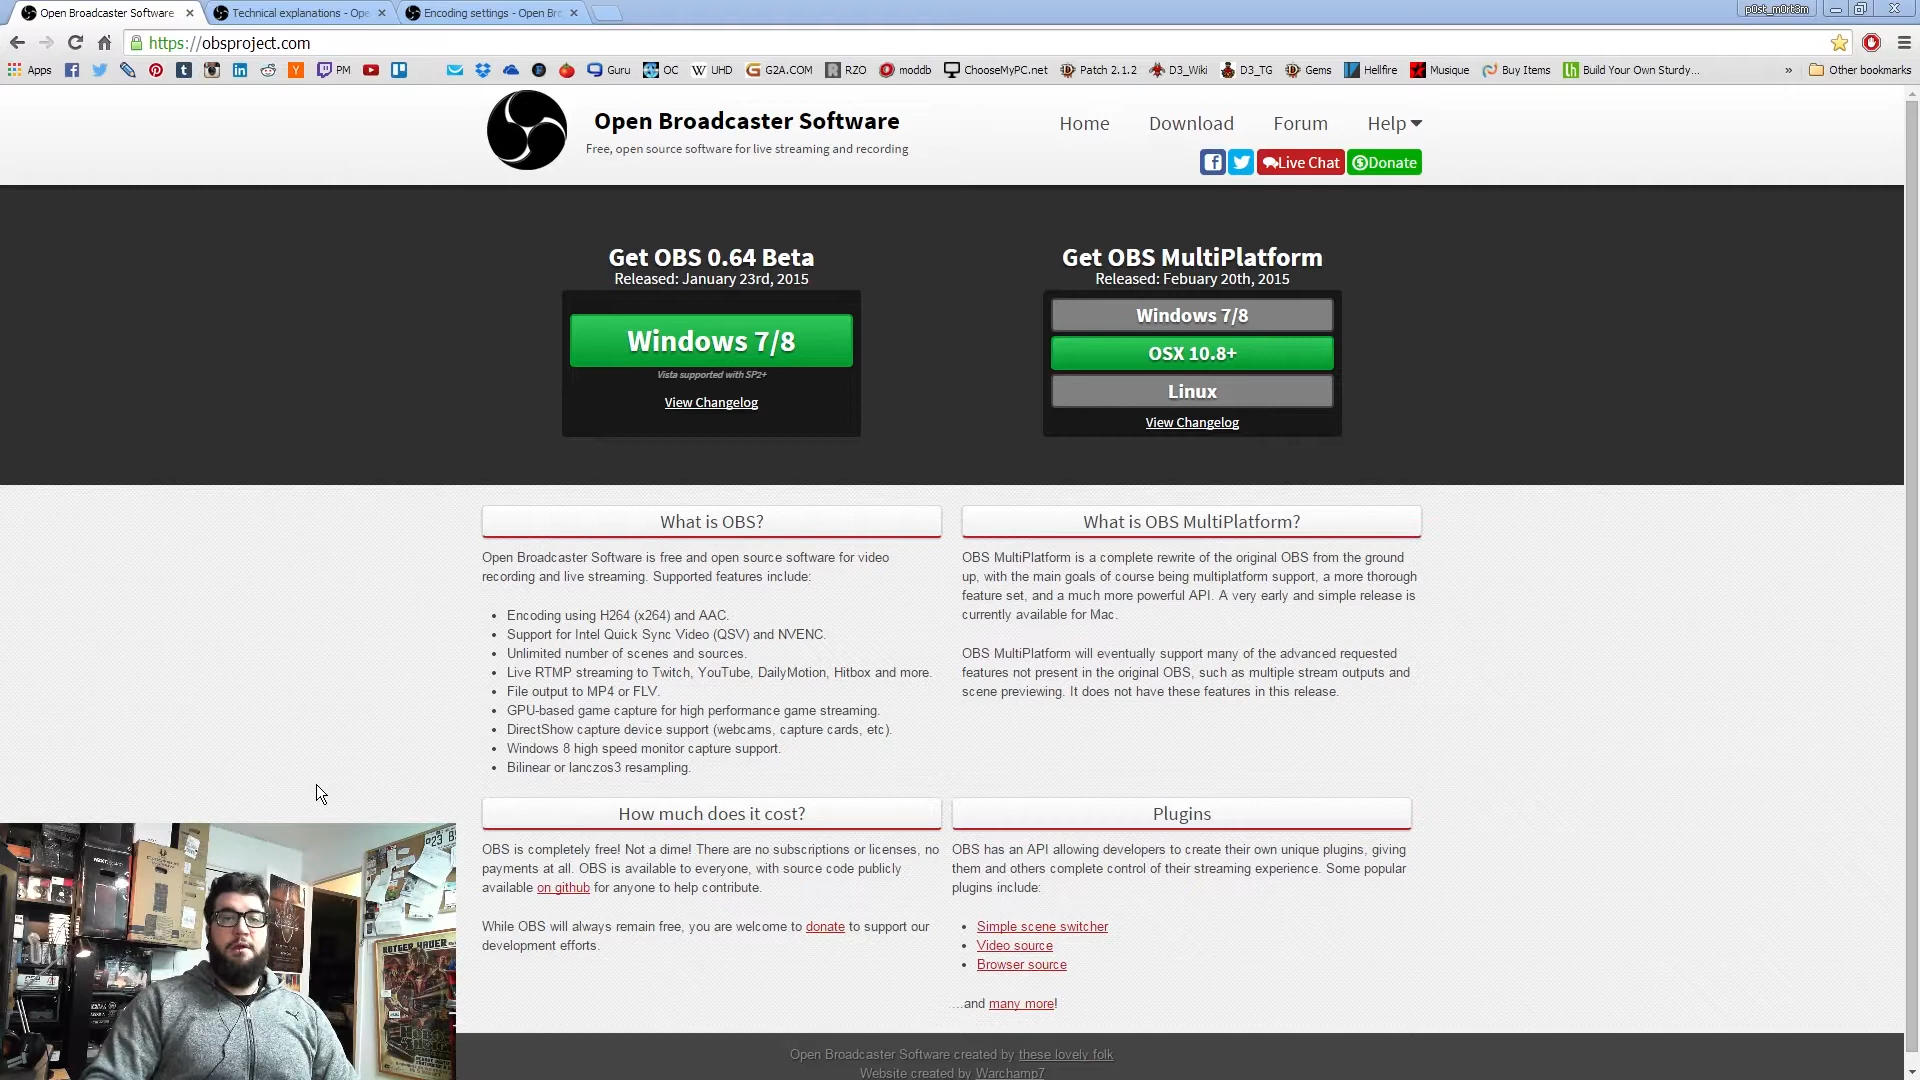 Open Broadcaster Software
Technical explanations - Ope
Encoding settings - Open Br
p0st_m0rt3m
https://obsproject.com
Apps
PM
Guru
OC
UHD
G2A.COM
RZO
moddb
ChooseMyPC.net
Patch 2.1.2
D3_Wiki
D3_TG
Gems
Hellfire
Musique
Buy Items
Build Your Own Sturdy...
»
Other bookmarks
Open Broadcaster Software
Free, open source software for live streaming and recording
Home Download Forum Help
Live Chat Donate
Get OBS 0.64 Beta
Released: January 23rd, 2015
Windows 7/8
Vista supported with SP2+
View Changelog
Get OBS MultiPlatform
Released: Febuary 20th, 2015
Windows 7/8
OSX 10.8+
Linux
View Changelog
What is OBS?
Open Broadcaster Software is free and open source software for video
recording and live streaming. Supported features include:
• Encoding using H264 (x264) and AAC.
• Support for Intel Quick Sync Video (QSV) and NVENC.
• Unlimited number of scenes and sources.
• Live RTMP streaming to Twitch, YouTube, DailyMotion, Hitbox and more.
• File output to MP4 or FLV.
• GPU-based game capture for high performance game streaming.
• DirectShow capture device support (webcams, capture cards, etc).
• Windows 8 high speed monitor capture support.
• Bilinear or lanczos3 resampling.
What is OBS MultiPlatform?
OBS MultiPlatform is a complete rewrite of the original OBS from the ground
up, with the main goals of course being multiplatform support, a more thorough
feature set, and a much more powerful API. A very early and simple release is
currently available for Mac.
OBS MultiPlatform will eventually support many of the advanced requested
features not present in the original OBS, such as multiple stream outputs and
scene previewing. It does not have these features in this release.
How much does it cost?
OBS is completely free! Not a dime! There are no subscriptions or licenses, no
payments at all. OBS is available to everyone, with source code publicly
available on github for anyone to help contribute.
While OBS will always remain free, you are welcome to donate to support our
development efforts.
Plugins
OBS has an API allowing developers to create their own unique plugins, giving
them and others complete control of their streaming experience. Some popular
plugins include:
• Simple scene switcher
• Video source
• Browser source
....and many more!
Open Broadcaster Software created by these lovely folk
Website created by Warchamp7
RUTGER HAUER